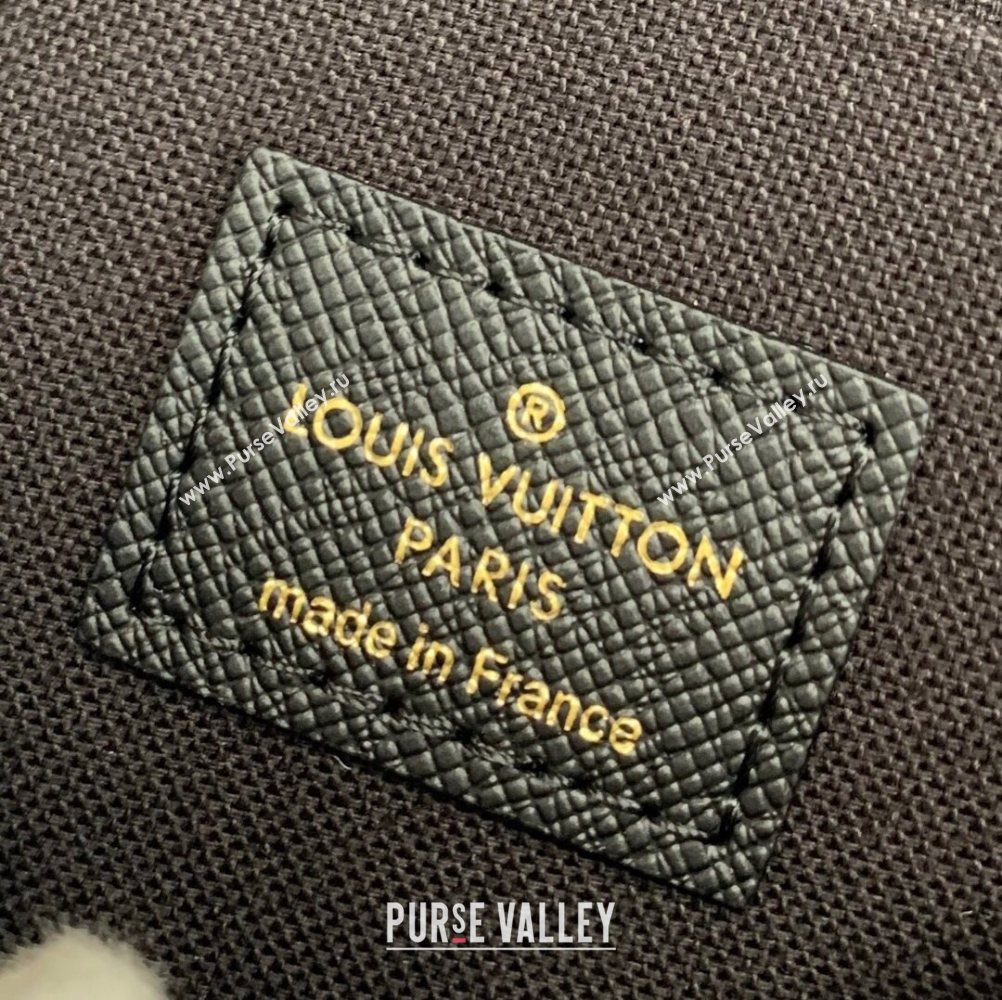 ®
LOUIS VUITTON
PARIS
made in France
www.PurseValley.ru
www.PurseValley.ru
PURSE VALLEY